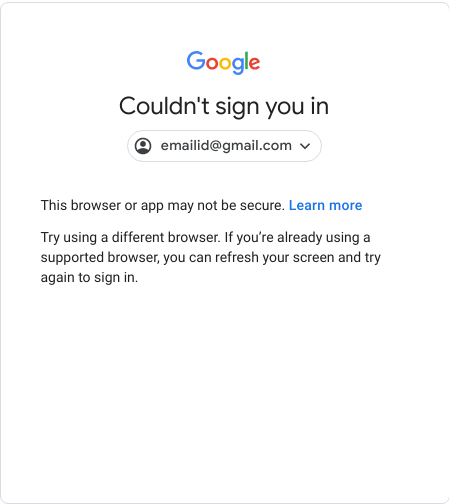 Google
Couldn't sign you in
emailid@gmail.com
This browser or app may not be secure. Learn more
Try using a different browser. If you’re already using a
supported browser, you can refresh your screen and try
again to sign in.